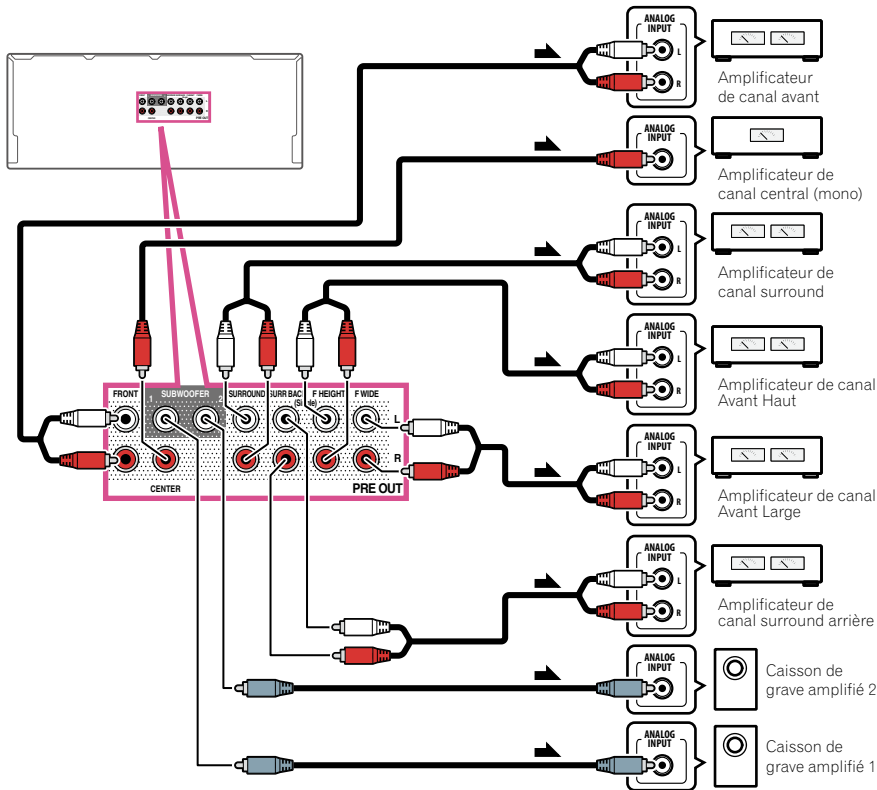 ANALOG
INPUT
L
R
Amplificateur
de canal avant
PRE OUT
ANALOG
INPUT
Amplificateur de
canal central (mono)
ANALOG
INPUT
L
R
Amplificateur de
canal surround
ANALOG
INPUT
L
R
Amplificateur de canal
Avant Haut
FRONT
SUBWOOFER
1
2
SURROUND
SURR BACK
(Single)
F HEIGHT
F WIDE
L
R
CENTER
PRE OUT
ANALOG
INPUT
L
R
Amplificateur de canal
Avant Large
ANALOG
INPUT
L
R
Amplificateur de
canal surround arrière
ANALOG
INPUT
Caisson de
grave amplifié 2
ANALOG
INPUT
Caisson de
grave amplifié 1